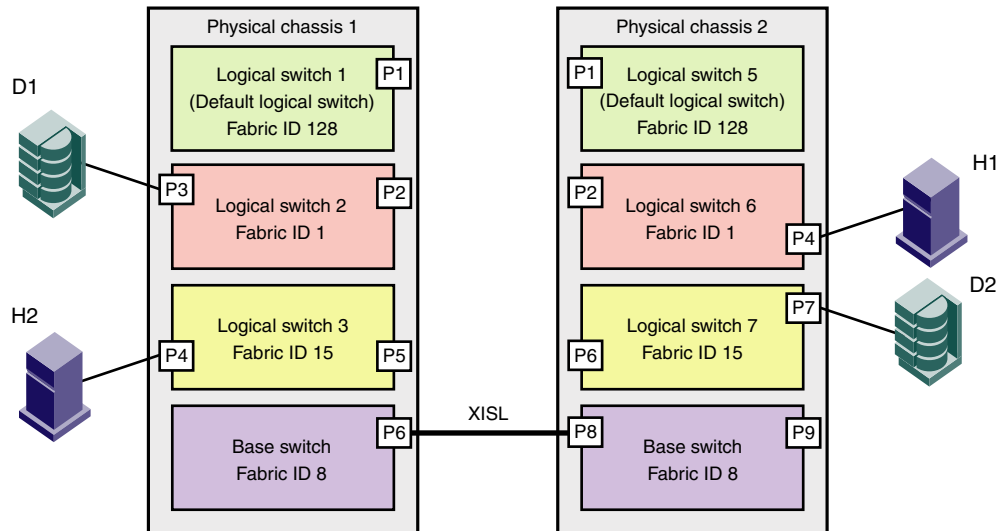 Physical chassis 1
Logical switch 1
(Default logical switch)
Fabric ID 128
P1
D1
P3
Logical switch 2
Fabric ID 1
P2
H2
P4
Logical switch 3
Fabric ID 15
P5
Base switch
Fabric ID 8
P6
XISL
Physical chassis 2
P1
Logical switch 5
(Default logical switch)
Fabric ID 128
P2
Logical switch 6
Fabric ID 1
P4
H1
P6
Logical switch 7
Fabric ID 15
P7
D2
P8
Base switch
Fabric ID 8
P9